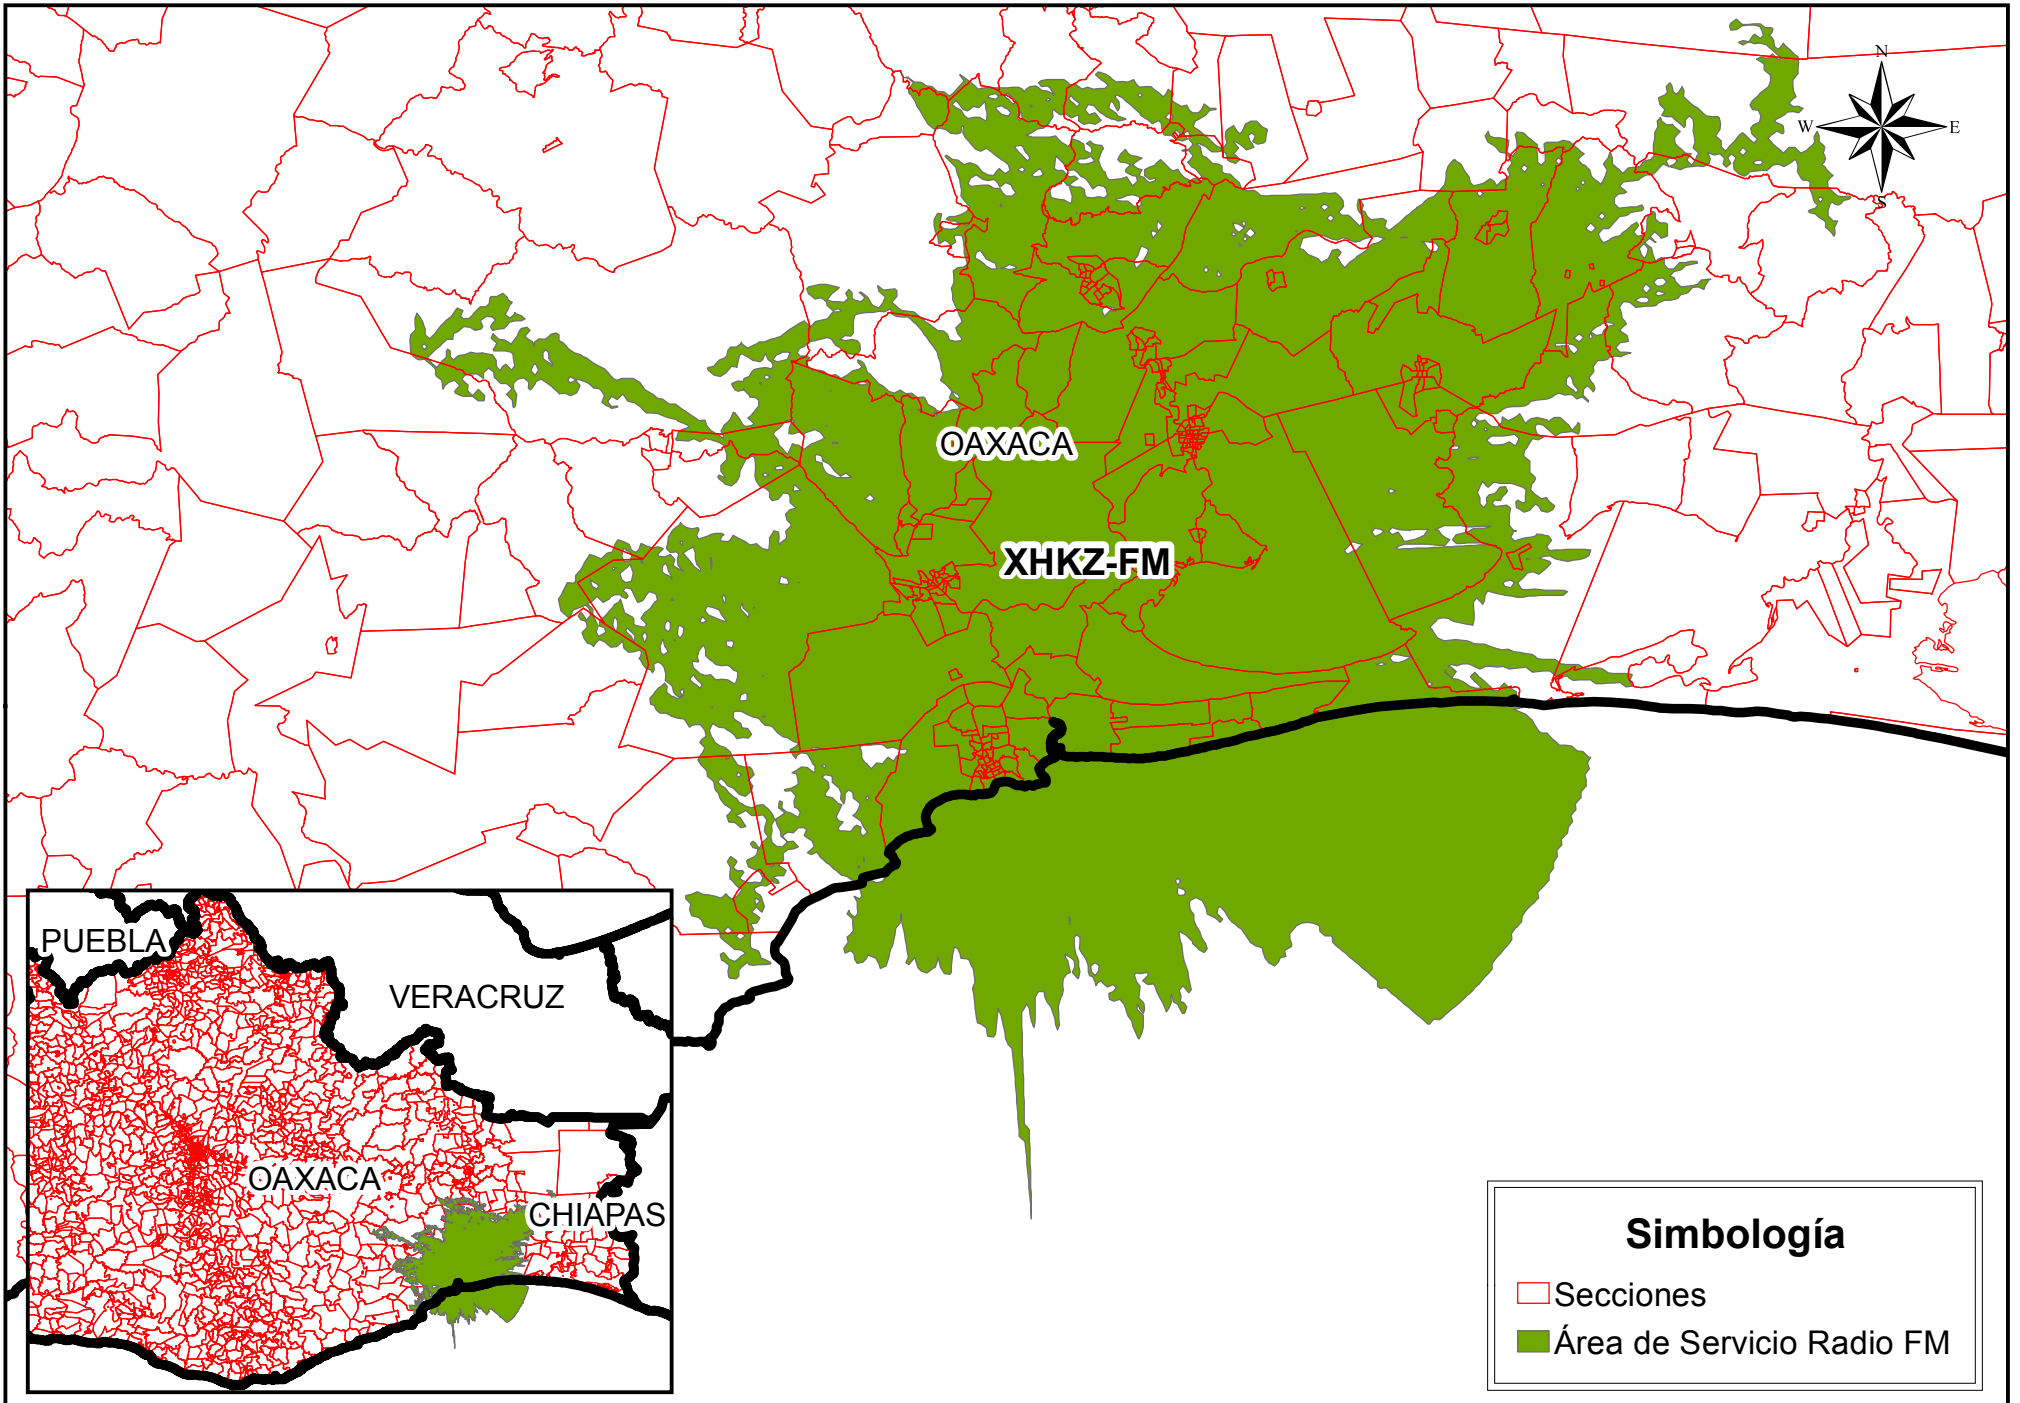 N
W
E
S
OAXACA
XHKZ-FM
PUEBLA
VERACRUZ
OAXACA
CHIAPAS
Simbología
Secciones
Área de Servicio Radio FM